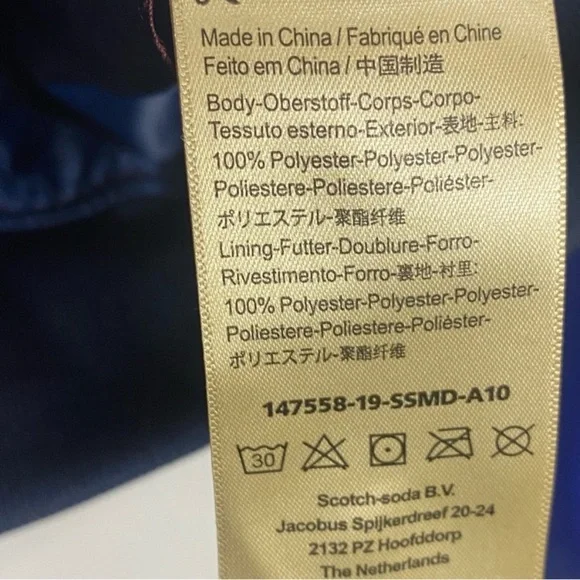 Made in China / Fabriqué en Chine
Feito em China / 中国制造
Body-Oberstoff-Corps-Corpo-
Tessuto esterno-Exterior-表地-主料:
100% Polyester-Polyester-Polyester-
Poliestere-Poliestere-Poliéster-
ポリエステル-聚酯纤维
Lining-Futter-Doublure-Forro-
Rivestimento-Forro-裏地-衬里:
100% Polyester-Polyester-Polyester-
Poliestere-Poliestere-Poliéster-
ポリエステル-聚酯纤维
147558-19-SSMD-A10
30
Scotch-soda B.V.
Jacobus Spijkerdreef 20-24
2132 PZ Hoofddorp
The Netherlands